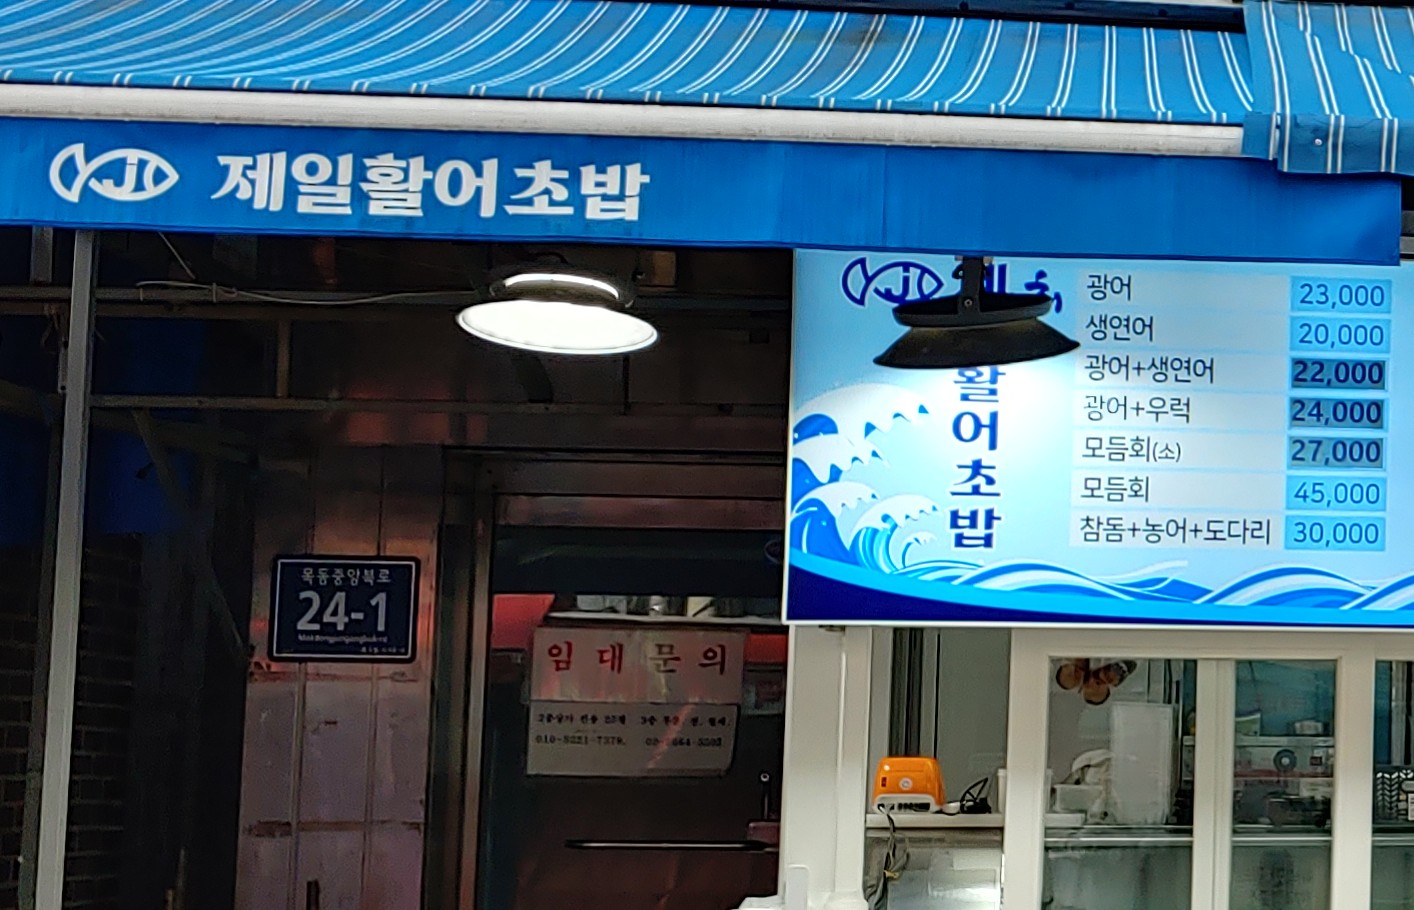 제일활어초밥
JC
광어 23,000
생연어 20,000
광어+생연어 22,000
광어+우럭 24,000
모듬회(소) 27,000
모듬회 45,000
참돔+농어+도다리 30,000
활어초밥
목동중앙북로
24-1
임대문의